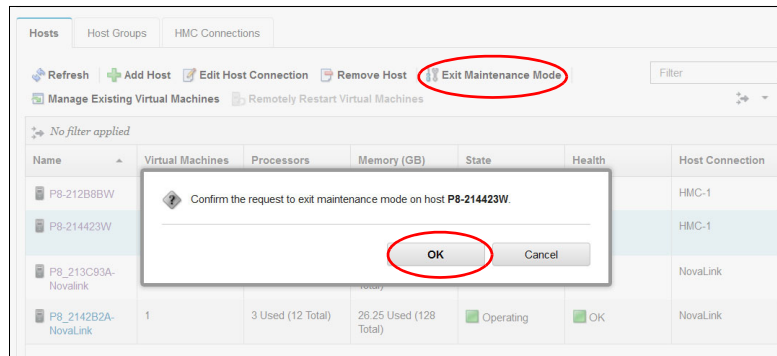 Hosts Host Groups HMC Connections
Refresh Add Host Edit Host Connection Remove Host Exit Maintenance Mode Filter
Manage Existing Virtual Machines Remotely Restart Virtual Machines
No filter applied
Name Virtual Machines Processors Memory (GB) State Health Host Connection
P8-212B8BW HMC-1
Confirm the request to exit maintenance mode on host P8-214423W.
P8-214423W HMC-1
OK Cancel
P8_213C93A- NovaLink
Novalink Total)
P8_2142B2A- 1 3 Used (12 Total) 26.25 Used (128 Operating OK NovaLink
NovaLink Total)